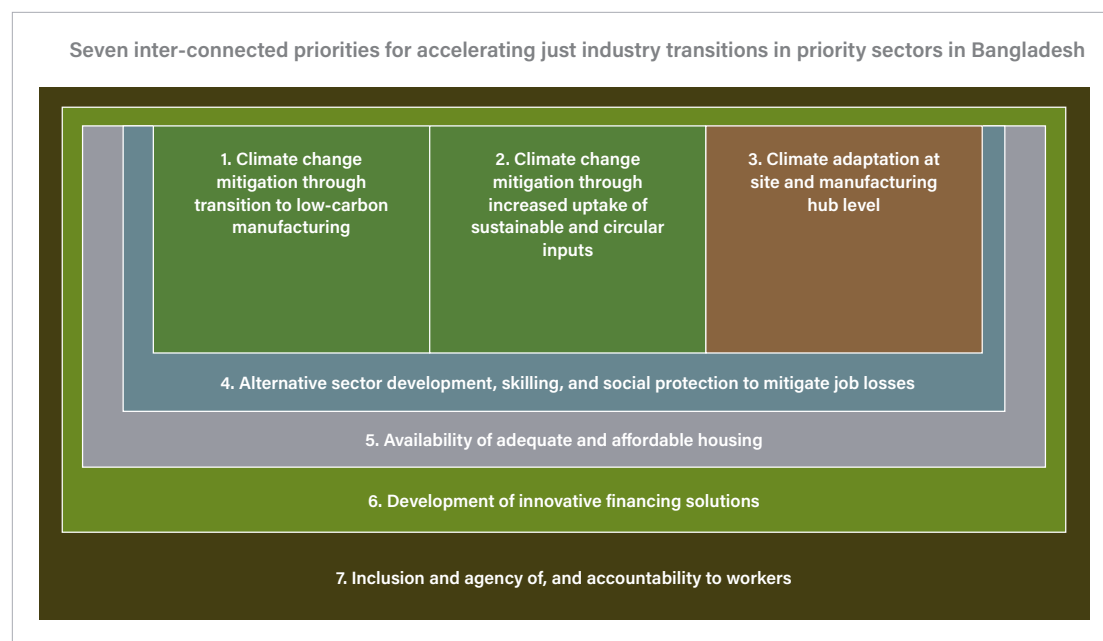 Seven inter-connected priorities for accelerating just industry transitions in priority sectors in Bangladesh
1. Climate change
mitigation through
transition to low-carbon
manufacturing
2. Climate change
mitigation through
increased uptake of
sustainable and circular
inputs
3. Climate adaptation at
site and manufacturing
hub level
4. Alternative sector development, skilling, and social protection to mitigate job losses
5. Availability of adequate and affordable housing
6. Development of innovative financing solutions
7. Inclusion and agency of, and accountability to workers